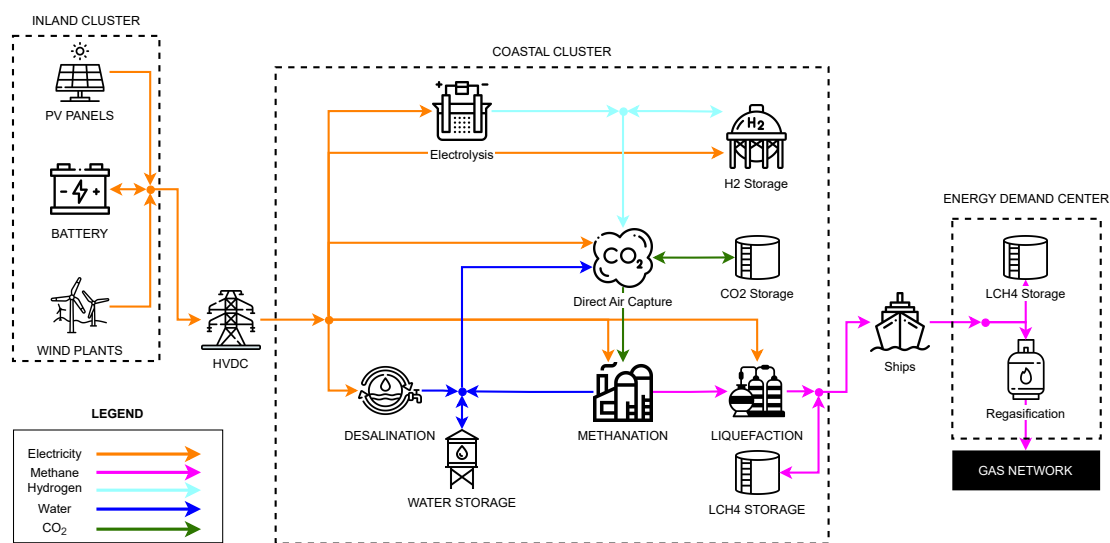 INLAND CLUSTER
PV PANELS
BATTERY
WIND PLANTS
HVDC
COASTAL CLUSTER
Electrolysis
H2
H2 Storage
CO2
Direct Air Capture
CO2 Storage
DESALINATION
WATER STORAGE
METHANATION
LIQUEFACTION
LCH4 STORAGE
Ships
ENERGY DEMAND CENTER
LCH4 Storage
Regasification
GAS NETWORK
LEGEND
Electricity
Methane
Hydrogen
Water
CO₂